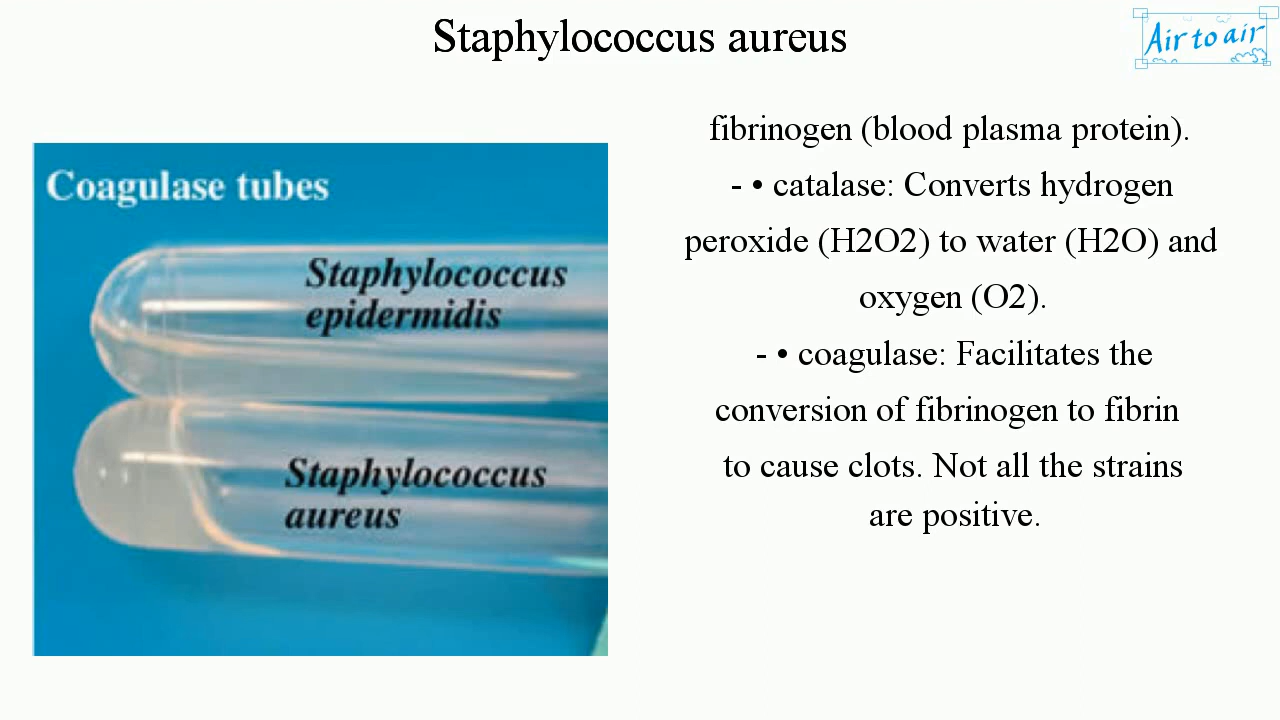 Staphylococcus aureus
Air to air
Coagulase tubes
Staphylococcus
epidermidis
Staphylococcus
aureus
fibrinogen (blood plasma protein).
- • catalase: Converts hydrogen
peroxide (H2O2) to water (H2O) and
oxygen (O2).
- • coagulase: Facilitates the
conversion of fibrinogen to fibrin
to cause clots. Not all the strains
are positive.